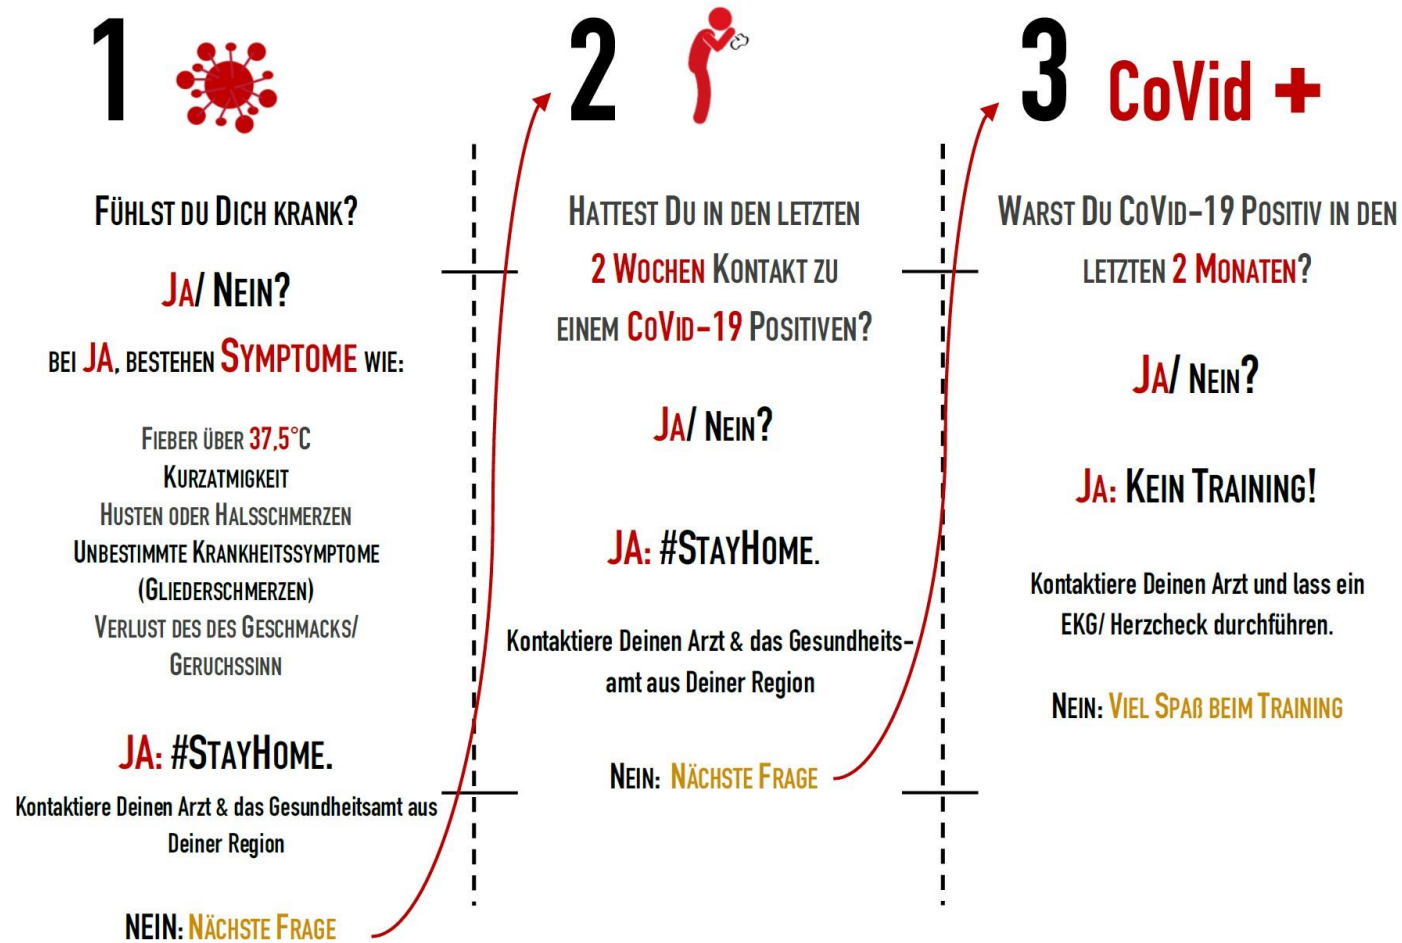 1
FÜHLST DU DICH KRANK?
JA/ NEIN?
BEI JA, BESTEHEN SYMPTOME WIE:
FIEBER ÜBER 37,5°C
KURZATMIGKEIT
HUSTEN ODER HALSSCHMERZEN
UNBESTIMMTE KRANKHEITSSYMPTOME
(GLIEDERSCHMERZEN)
VERLUST DES DES GESCHMACKS/
GERUCHSSINN
JA: #STAYHOME.
Kontaktiere Deinen Arzt & das Gesundheitsamt aus
Deiner Region
NEIN: NÄCHSTE FRAGE
2
HATTEST DU IN DEN LETZTEN
2 WOCHEN KONTAKT ZU
EINEM COVID-19 POSITIVEN?
JA/ NEIN?
JA: #STAYHOME.
Kontaktiere Deinen Arzt & das Gesundheits-
amt aus Deiner Region
NEIN: NÄCHSTE FRAGE
3 CoVid +
WARST DU COVID-19 POSITIV IN DEN
LETZTEN 2 MONATEN?
JA/ NEIN?
JA: KEIN TRAINING!
Kontaktiere Deinen Arzt und lass ein
EKG/ Herzcheck durchführen.
NEIN: VIEL SPAß BEIM TRAINING